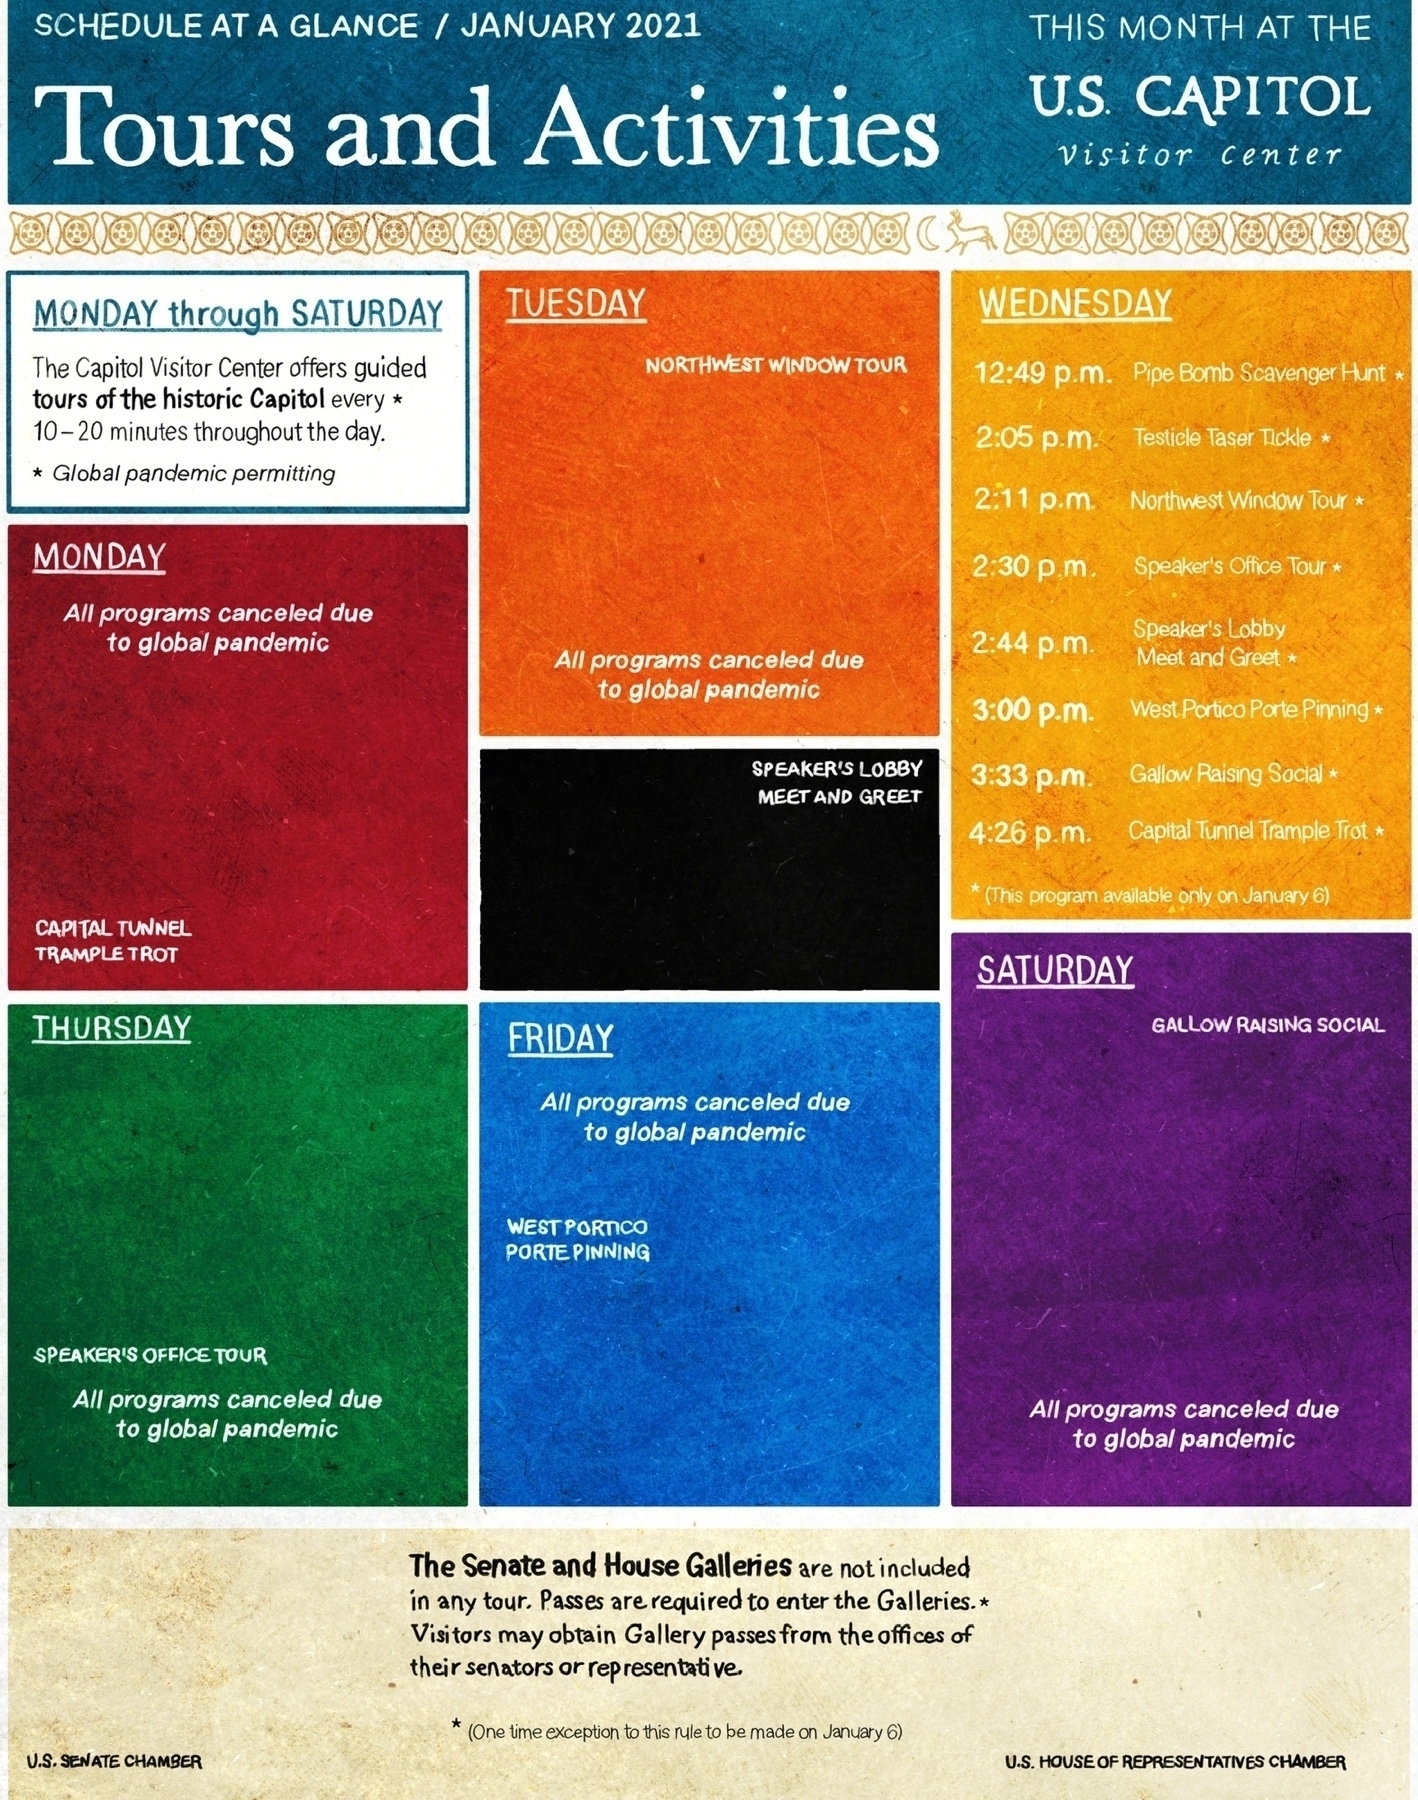 SCHEDULE AT A GLANCE / JANUARY 2021
Tours and Activities
THIS MONTH AT THE
U.S. CAPITOL
visitor center
MONDAY through SATURDAY
The Capitol Visitor Center offers guided
tours of the historic Capitol every *
10–20 minutes throughout the day.
* Global pandemic permitting
MONDAY
All programs canceled due
to global pandemic
CAPITAL TUNNEL
TRAMPLE TROT
TUESDAY
NORTHWEST WINDOW TOUR
All programs canceled due
to global pandemic
SPEAKER'S LOBBY
MEET AND GREET
WEDNESDAY
12:49 p.m. Pipe Bomb Scavenger Hunt *
2:05 p.m. Testicle Taser Tickle *
2:11 p.m. Northwest Window Tour *
2:30 p.m. Speaker's Office Tour *
2:44 p.m. Speaker's Lobby
Meet and Greet *
3:00 p.m. West Portico Porte Pinning *
3:33 p.m. Gallow Raising Social *
4:26 p.m. Capital Tunnel Trample Trot *
* (This program available only on January 6)
THURSDAY
SPEAKER'S OFFICE TOUR
All programs canceled due
to global pandemic
FRIDAY
All programs canceled due
to global pandemic
WEST PORTICO
PORTE PINNING
SATURDAY
GALLOW RAISING SOCIAL
All programs canceled due
to global pandemic
The Senate and House Galleries are not included
in any tour. Passes are required to enter the Galleries.*
Visitors may obtain Gallery passes from the offices of
their senators or representative.
* (One time exception to this rule to be made on January 6)
U.S. SENATE CHAMBER
U.S. HOUSE OF REPRESENTATIVES CHAMBER